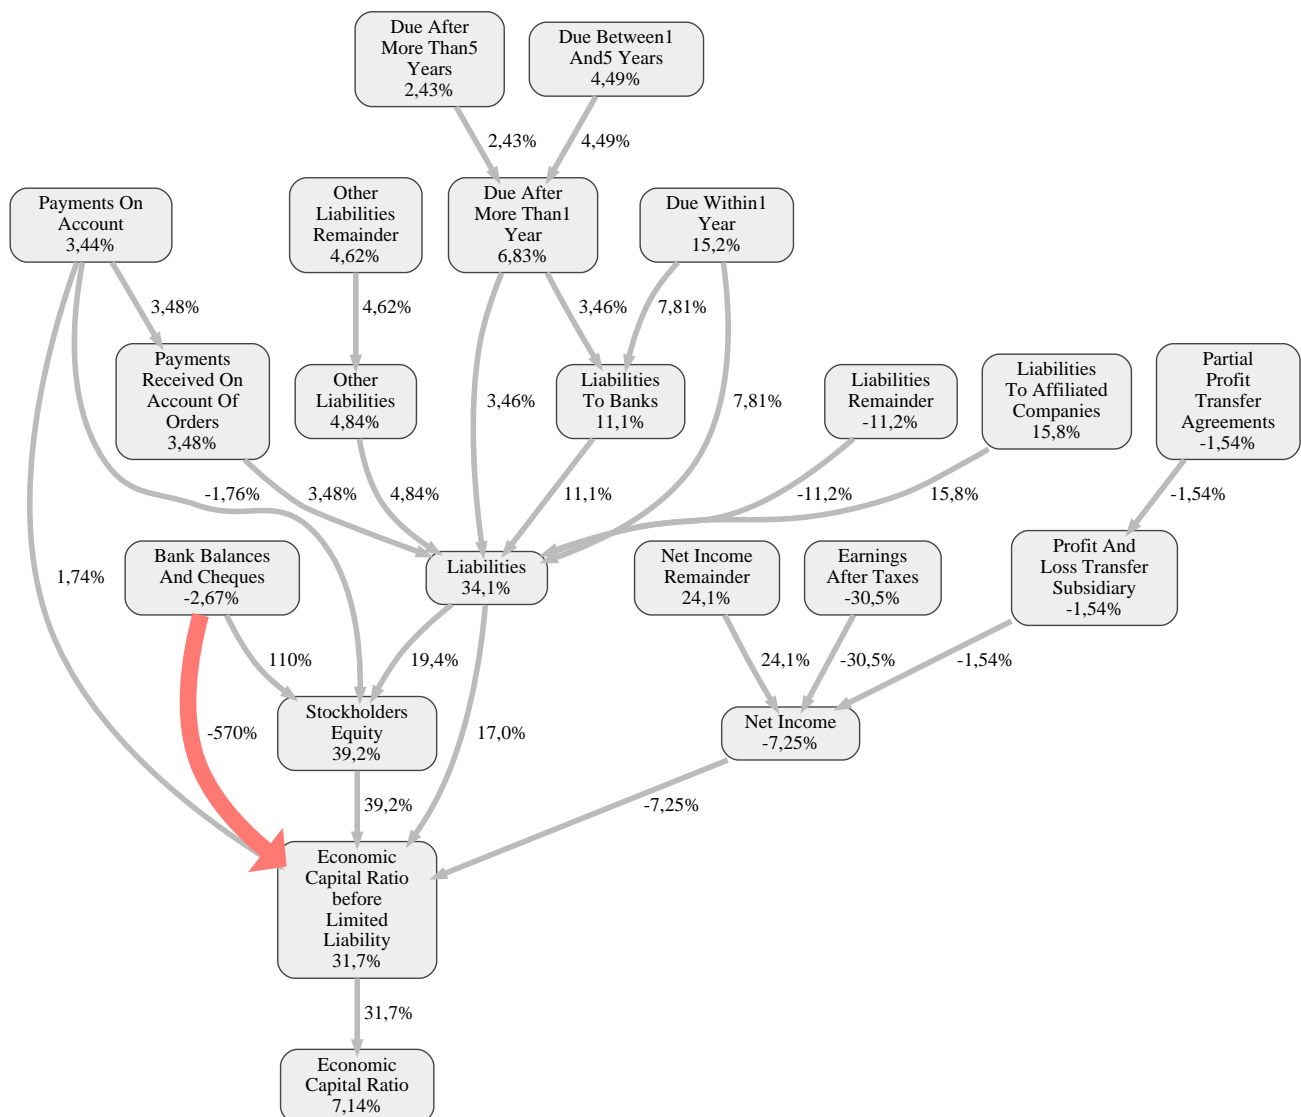 Due After
More Than5
Years
2,43%
Due Between1
And5 Years
4,49%
2,43%
4,49%
Payments On
Account
3,44%
Other
Liabilities
Remainder
4,62%
Due After
More Than1
Year
6,83%
Due Within1
Year
15,2%
3,48%
4,62%
3,46%
7,81%
Payments
Received On
Account Of
Orders
3,48%
Other
Liabilities
4,84%
3,46%
Liabilities
To Banks
11,1%
7,81%
Liabilities
Remainder
-11,2%
Liabilities
To Affiliated
Companies
15,8%
Partial
Profit
Transfer
Agreements
-1,54%
-1,76%
3,48%
4,84%
11,1%
-11,2%
15,8%
-1,54%
Bank Balances
And Cheques
-2,67%
1,74%
Liabilities
34,1%
Net Income
Remainder
24,1%
Earnings
After Taxes
-30,5%
Profit And
Loss Transfer
Subsidiary
-1,54%
110%
19,4%
24,1%
-30,5%
-1,54%
-570%
Stockholders
Equity
39,2%
17,0%
Net Income
-7,25%
39,2%
-7,25%
Economic
Capital Ratio
before
Limited
Liability
31,7%
31,7%
Economic
Capital Ratio
7,14%